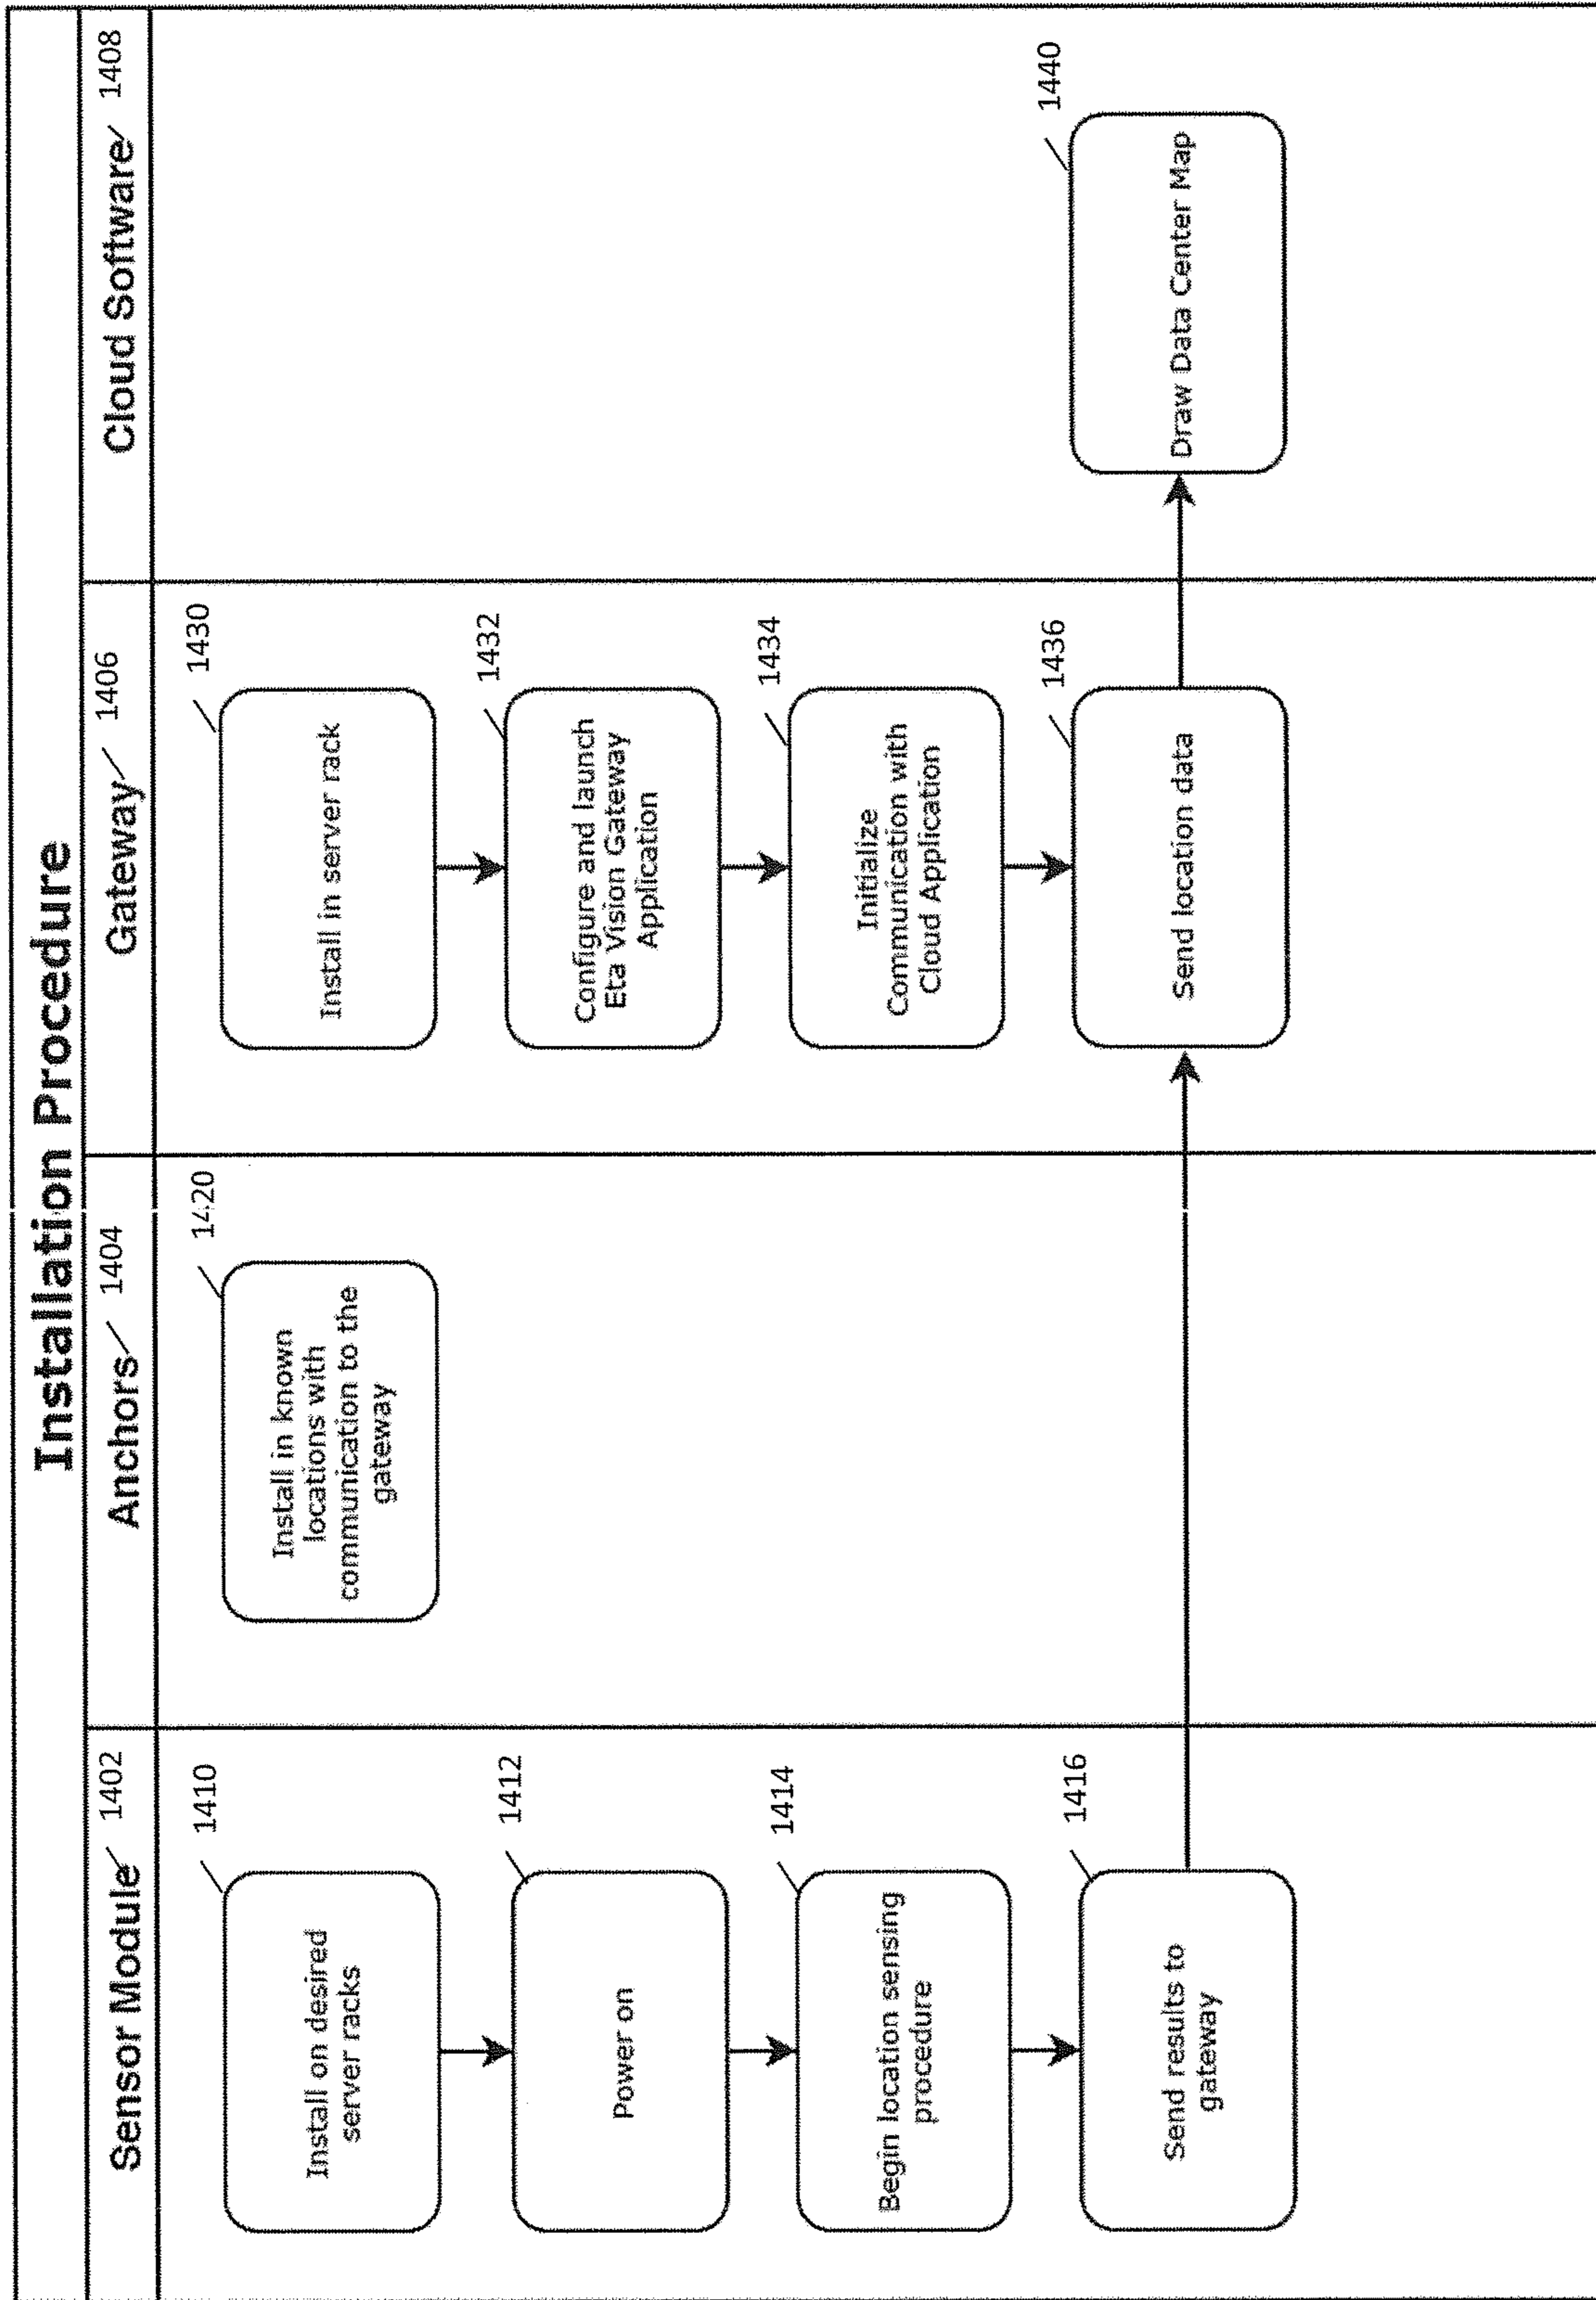 Installation Procedure
Sensor Module 1402
Anchors 1404
Gateway 1406
Cloud Software 1408
1410
Install on desired
server racks
1412
Power on
1414
Begin location sensing
procedure
1416
Send results to
gateway
1420
Install in known
locations with
communication to the
gateway
1430
Install in server rack
1432
Configure and launch
Eta Vision Gateway
Application
1434
Initialize
Communication with
Cloud Application
1436
Send location data
1440
Draw Data Center Map